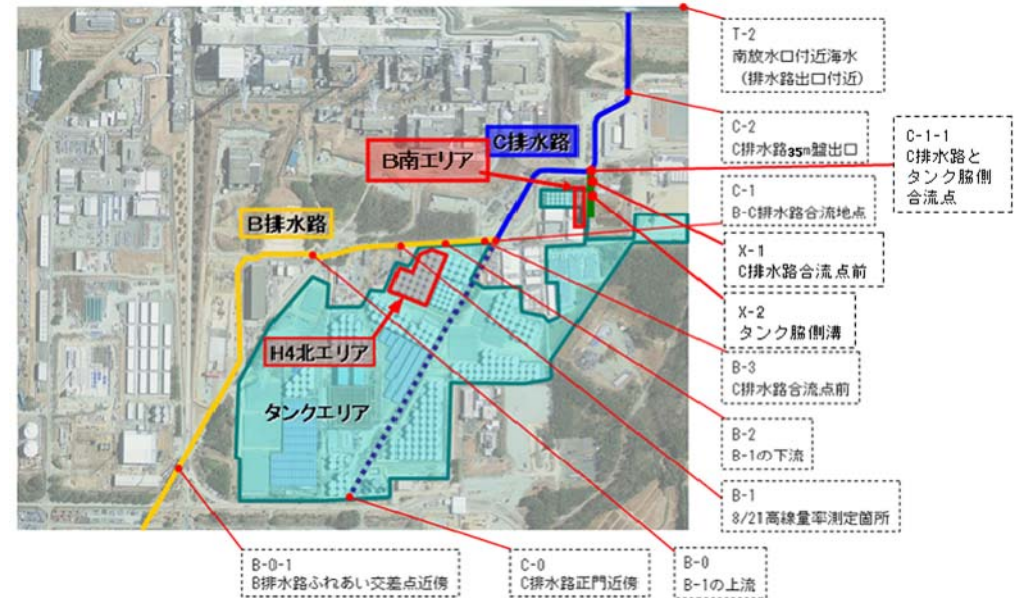 T-2
南放水口付近海水
（排水路出口付近）
C-2
C排水路35m盤出口
C-1-1
C排水路と
タンク脇側
合流点
C-1
B-C排水路合流地点
X-1
C排水路合流点前
X-2
タンク脇側溝
B-3
C排水路合流点前
B-2
B-1の下流
B-1
8/21高線量率測定箇所
B-0
B-1の上流
C-0
C排水路正門近傍
B-0-1
B排水路ふれあい交差点近傍
C排水路
B南エリア
B排水路
H4北エリア
タンクエリア